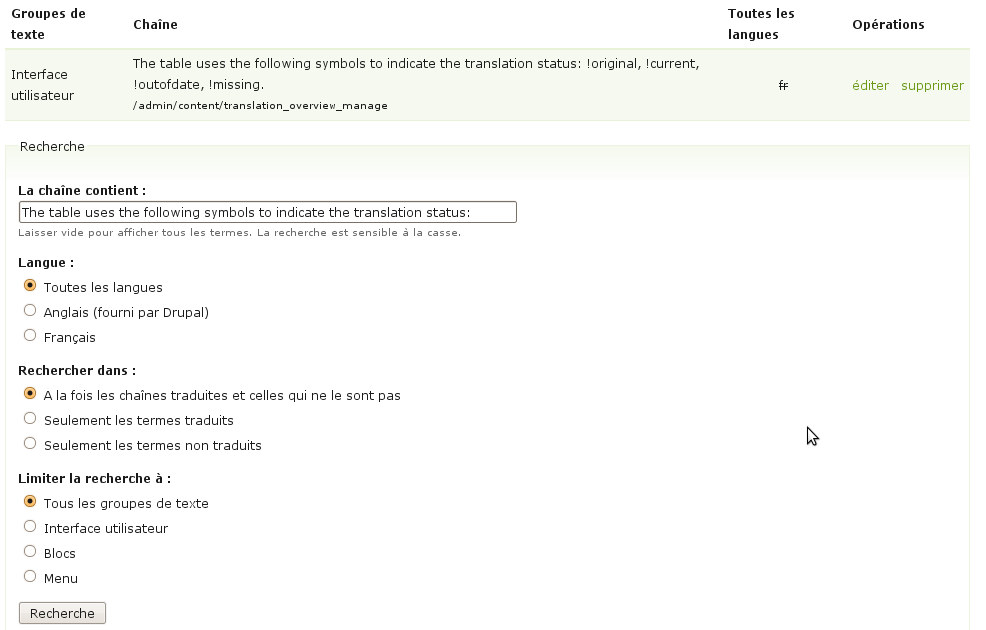 Groupes de texte Chaîne Toutes les langues Opérations
Interface utilisateur The table uses the following symbols to indicate the translation status: !original, !current, !outofdate, !missing. fr éditer supprimer
/admin/content/translation_overview_manage
Recherche
La chaîne contient :
The table uses the following symbols to indicate the translation status:
Laisser vide pour afficher tous les termes. La recherche est sensible à la casse.
Langue :
Toutes les langues
Anglais (fourni par Drupal)
Français
Rechercher dans :
A la fois les chaînes traduites et celles qui ne le sont pas
Seulement les termes traduits
Seulement les termes non traduits
Limiter la recherche à :
Tous les groupes de texte
Interface utilisateur
Blocs
Menu
Recherche